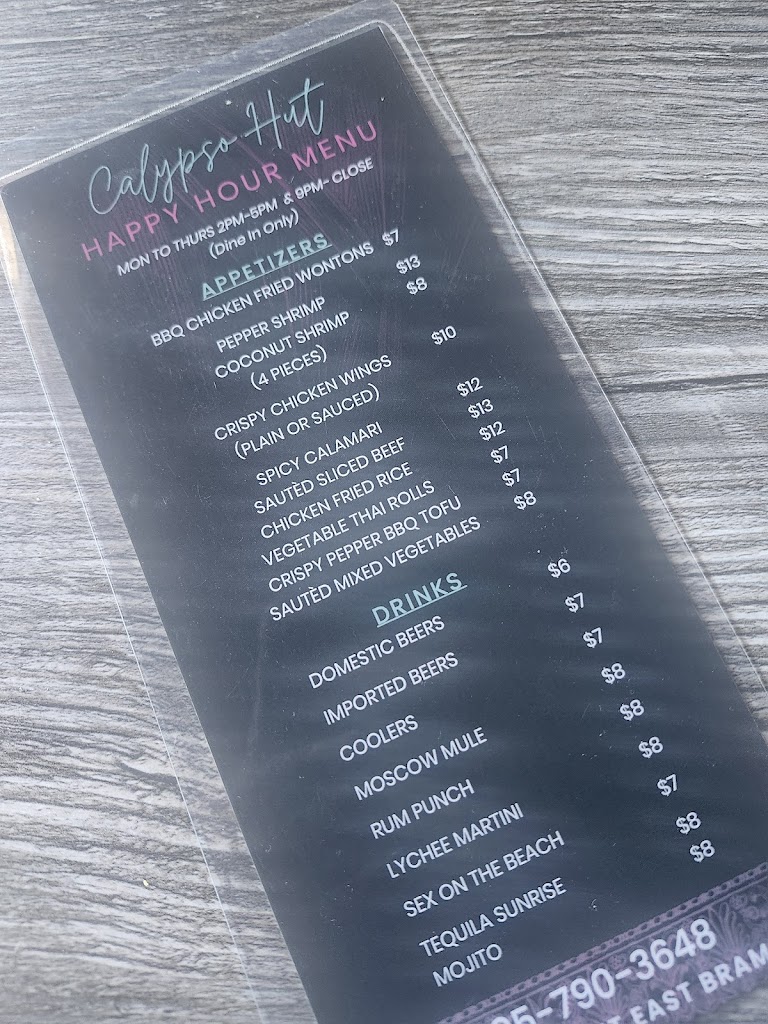 Calypso Hut
HAPPY HOUR MENU
MON TO THURS 2PM-5PM & 9PM- CLOSE
(Dine In Only)
APPETIZERS
BBQ CHICKEN FRIED WONTONS $7
PEPPER SHRIMP $13
COCONUT SHRIMP $8
(4 PIECES)
CRISPY CHICKEN WINGS $10
(PLAIN OR SAUCED)
SPICY CALAMARI $12
SAUTÈD SLICED BEEF $13
CHICKEN FRIED RICE $12
VEGETABLE THAI ROLLS $7
CRISPY PEPPER BBQ TOFU $7
SAUTÈD MIXED VEGETABLES $8
DRINKS
DOMESTIC BEERS $6
IMPORTED BEERS $7
COOLERS $7
MOSCOW MULE $8
RUM PUNCH $8
LYCHEE MARTINI $8
SEX ON THE BEACH $7
TEQUILA SUNRISE $8
MOJITO $8
05-790-3648
EAST BRAM